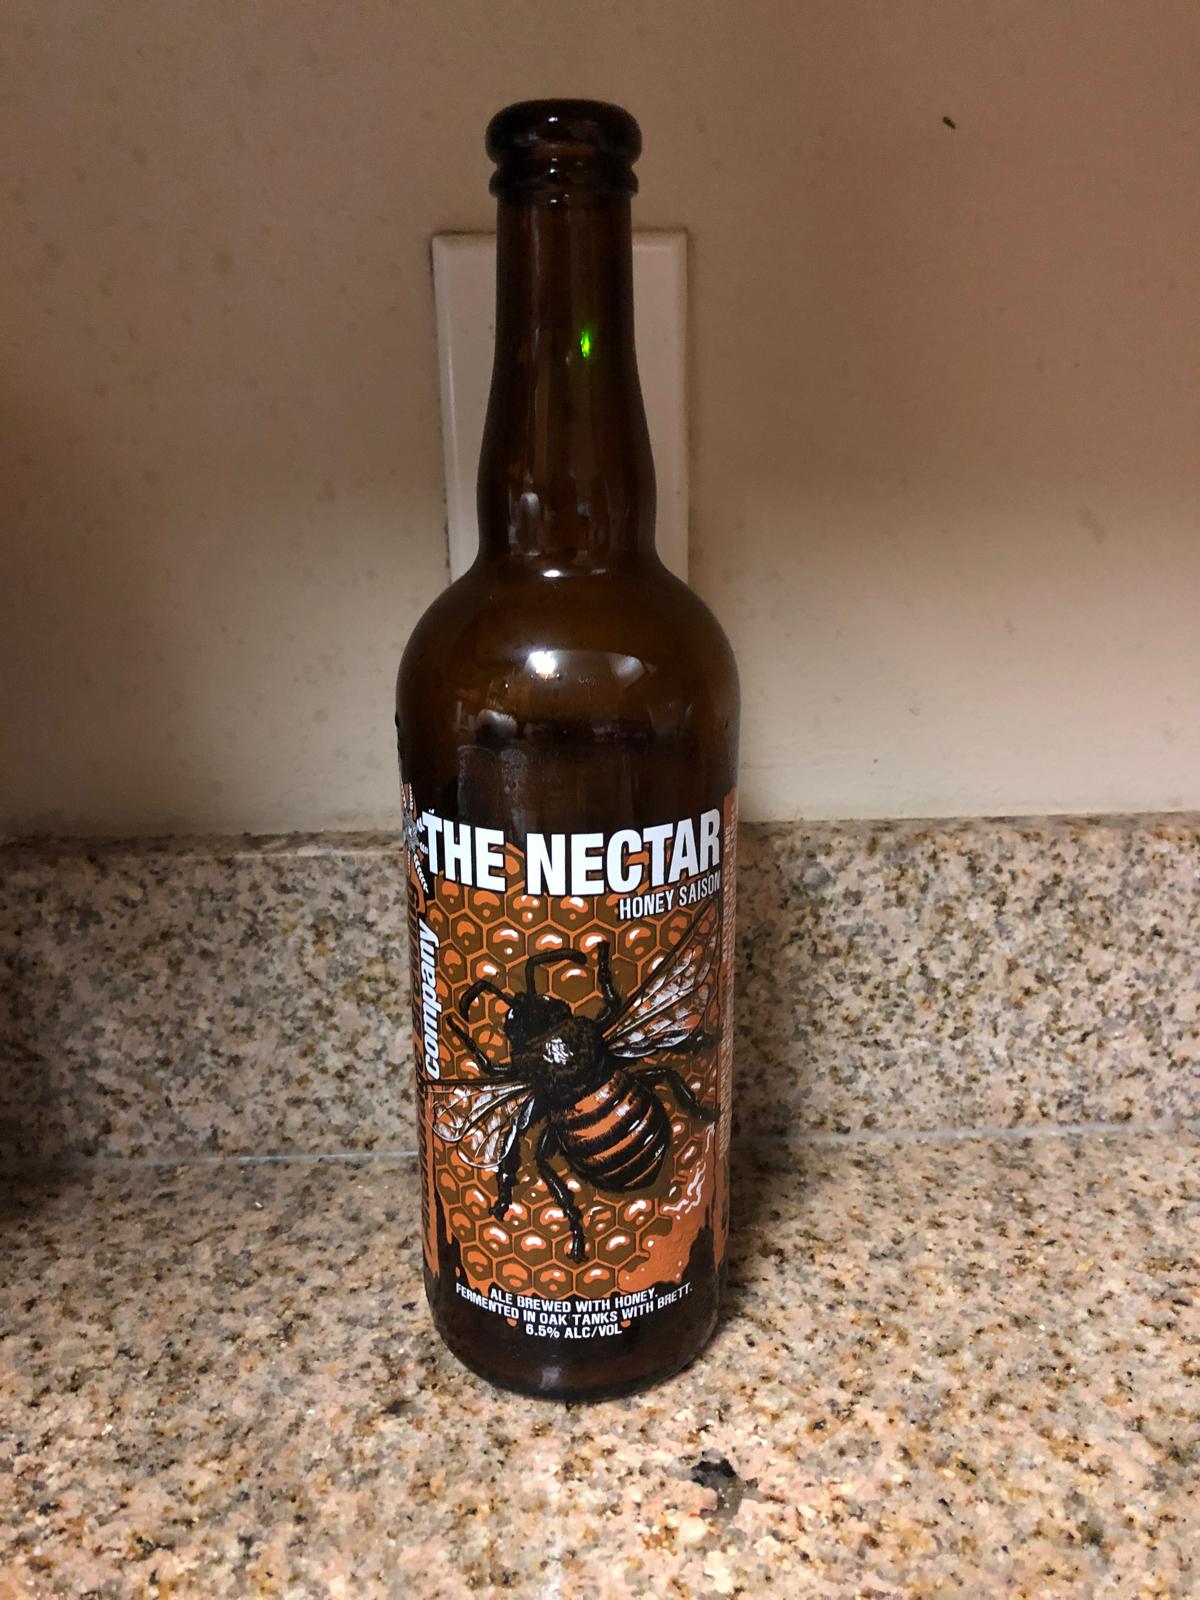 THE NECTAR
HONEY SAISON
company
ALE BREWED WITH HONEY.
FERMENTED IN OAK TANKS WITH BRETT.
6.5% ALC/VOL